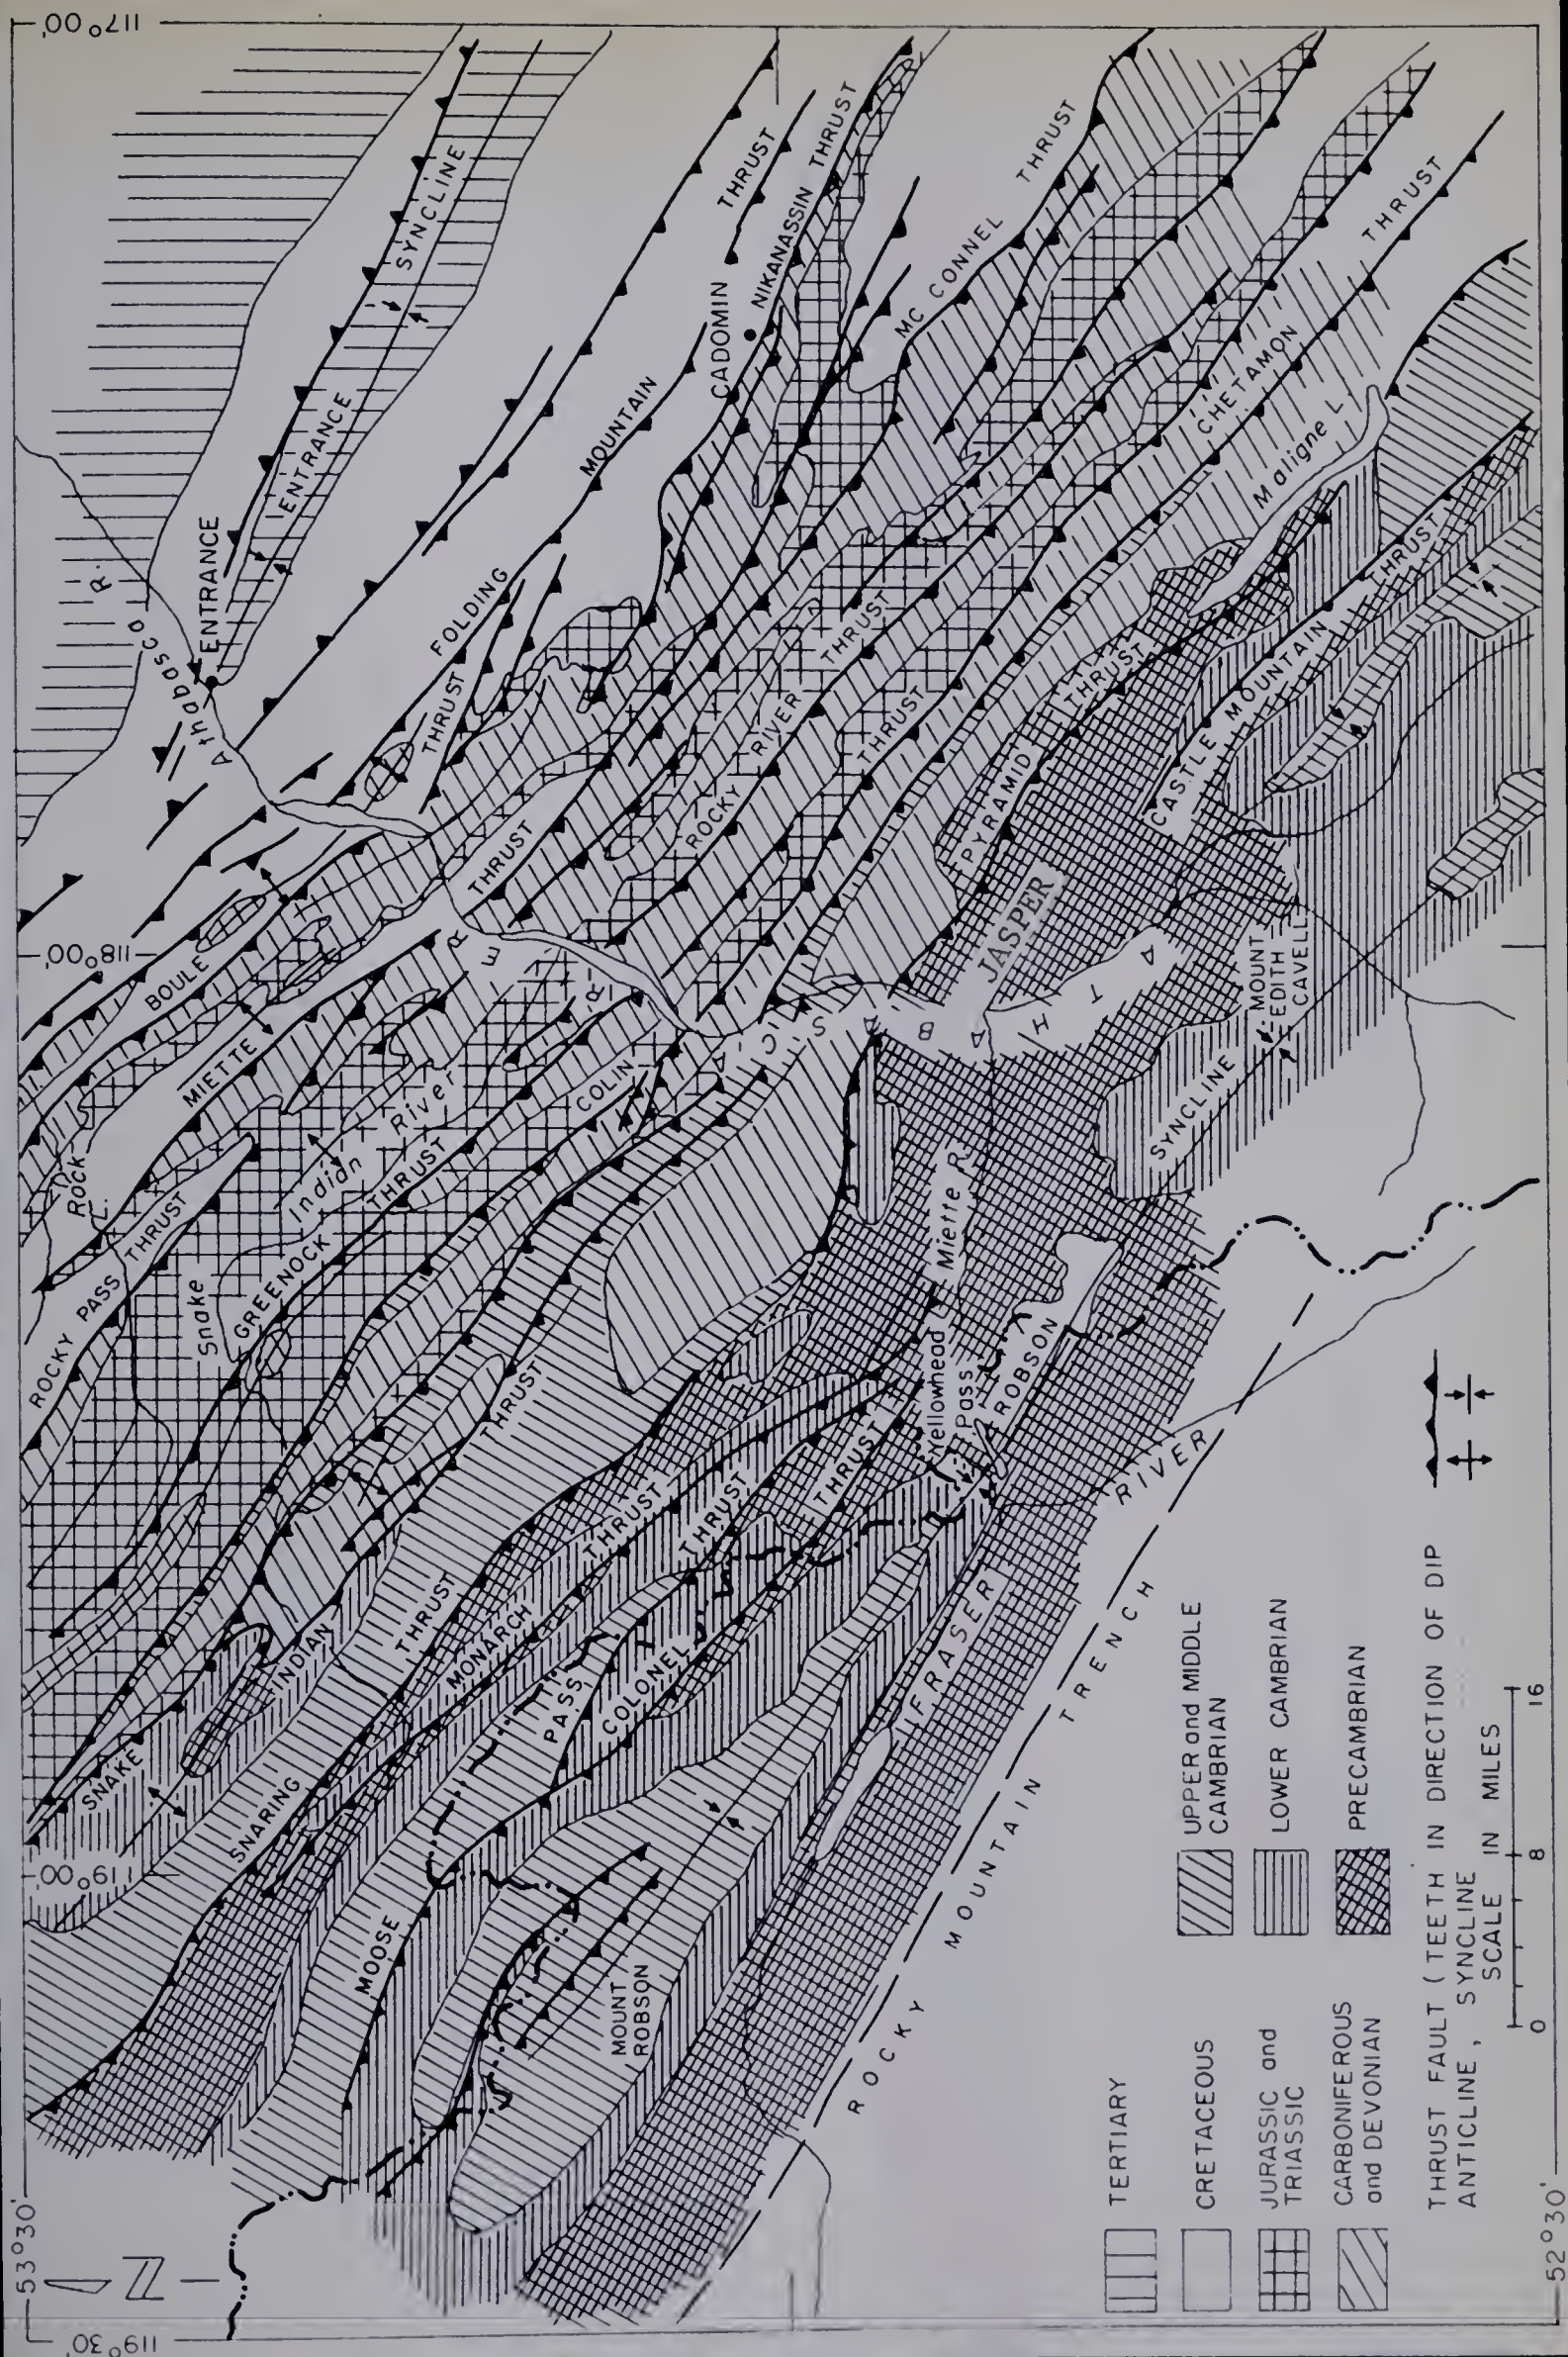 117°00'
118°00'
119°00'
119°30'
53°30'
52°30'
N
Athabasca R.
ENTRANCE
ENTRANCE
SYNCLINE
FOLDING
MOUNTAIN
THRUST
THRUST
CADOMIN
NIKANASSIN THRUST
MC CONNEL
THRUST
BOULE
THRUST
MIETTE
THRUST
ROCKY RIVER
THRUST
Rock
L.
ROCKY PASS
THRUST
Snake
Indian
River
GREENOCK
THRUST
COLIN
THRUST
CHETAMON
THRUST
Maligne L.
ATHABASCA
R.
SNAKE
INDIAN
THRUST
SNARING
THRUST
PYRAMID
THRUST
JASPER
CASTLE MOUNTAIN
THRUST
MOUNT
EDITH
CAVELL
SYNCLINE
Miette R.
Yellowhead
Pass
ROBSON
MONARCH
THRUST
MOOSE
PASS
THRUST
COLONEL
THRUST
MOUNT
ROBSON
FRASER
RIVER
ROCKY MOUNTAIN TRENCH
TERTIARY
CRETACEOUS
JURASSIC and
TRIASSIC
CARBONIFEROUS
and DEVONIAN
UPPER and MIDDLE
CAMBRIAN
LOWER CAMBRIAN
PRECAMBRIAN
THRUST FAULT (TEETH IN DIRECTION OF DIP
ANTICLINE, SYNCLINE
SCALE IN MILES
0 8 16